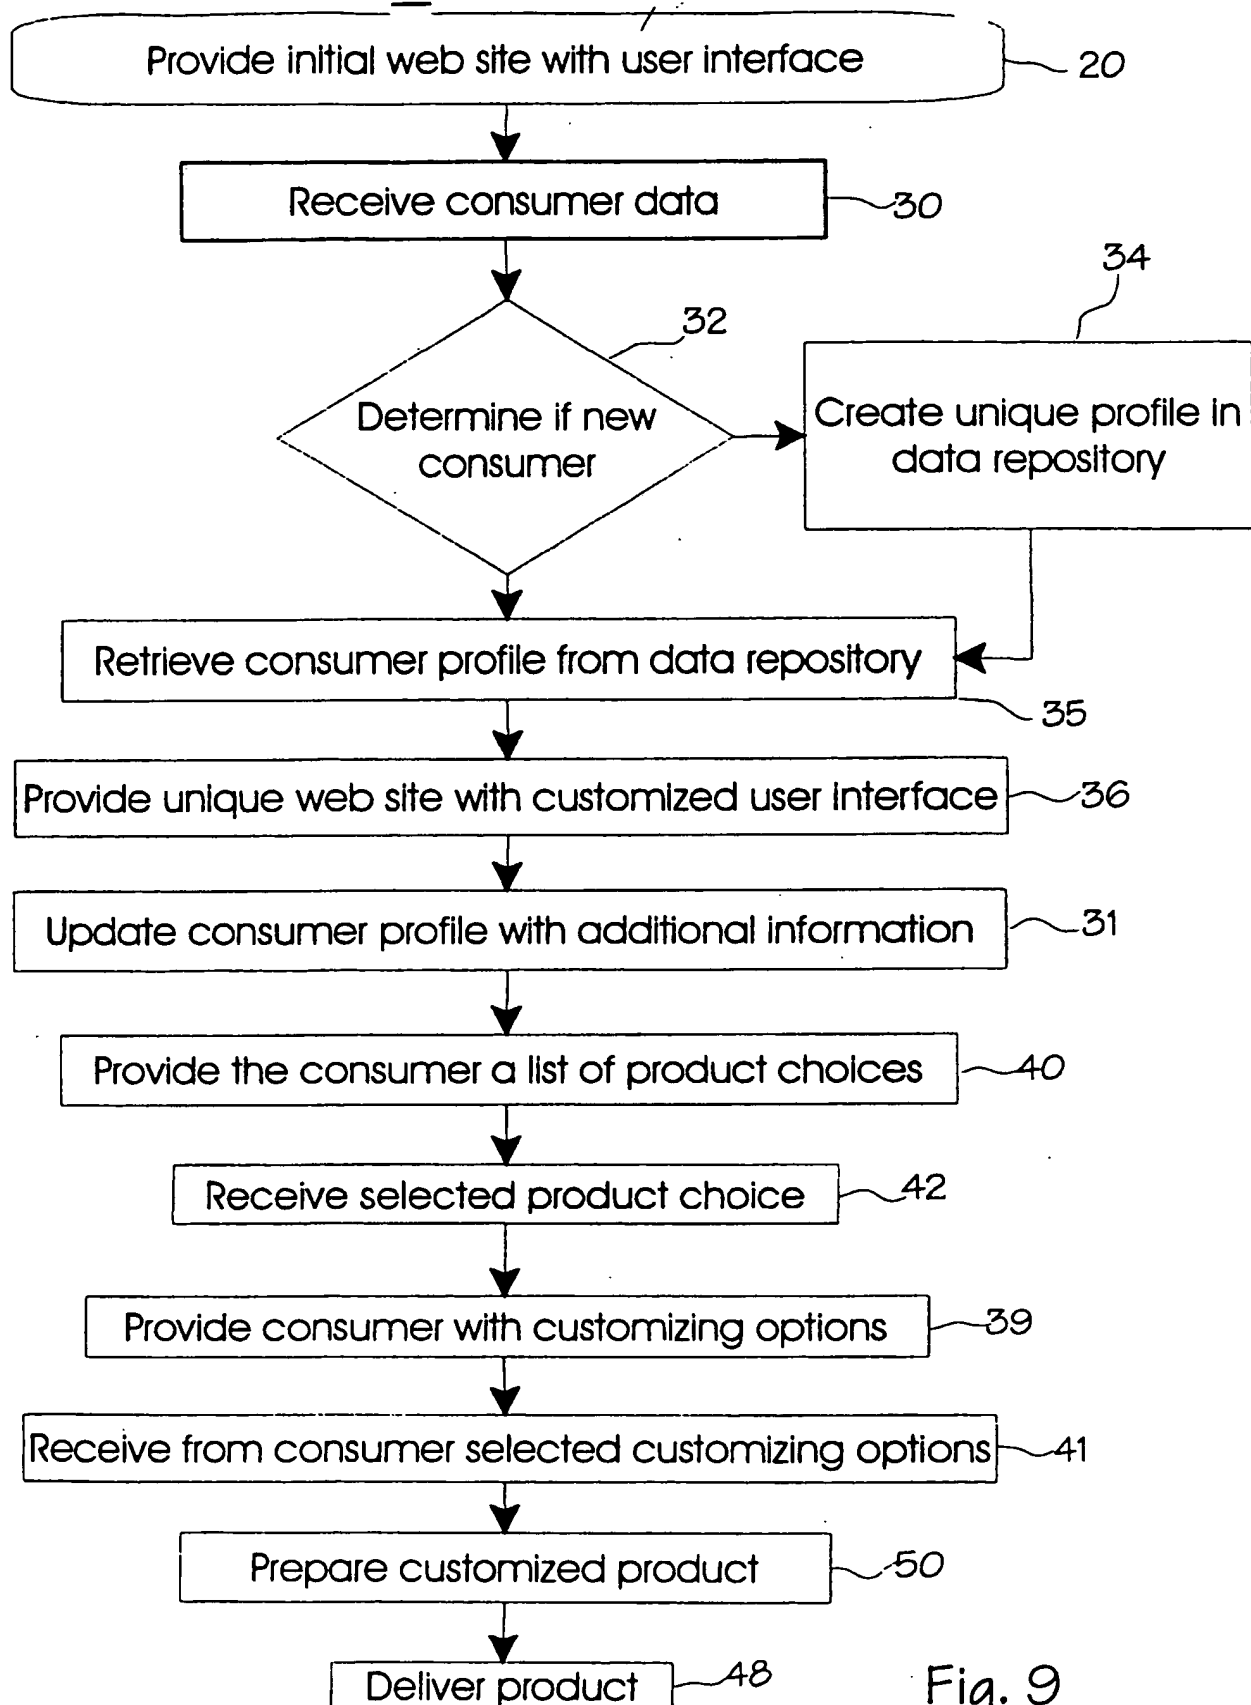 Provide initial web site with user interface
20
Receive consumer data
30
34
32
Determine if new
consumer
Create unique profile in
data repository
Retrieve consumer profile from data repository
35
Provide unique web site with customized user interface
36
Update consumer profile with additional information
31
Provide the consumer a list of product choices
40
Receive selected product choice
42
Provide consumer with customizing options
39
Receive from consumer selected customizing options
41
Prepare customized product
50
Deliver product
48
Fig. 9